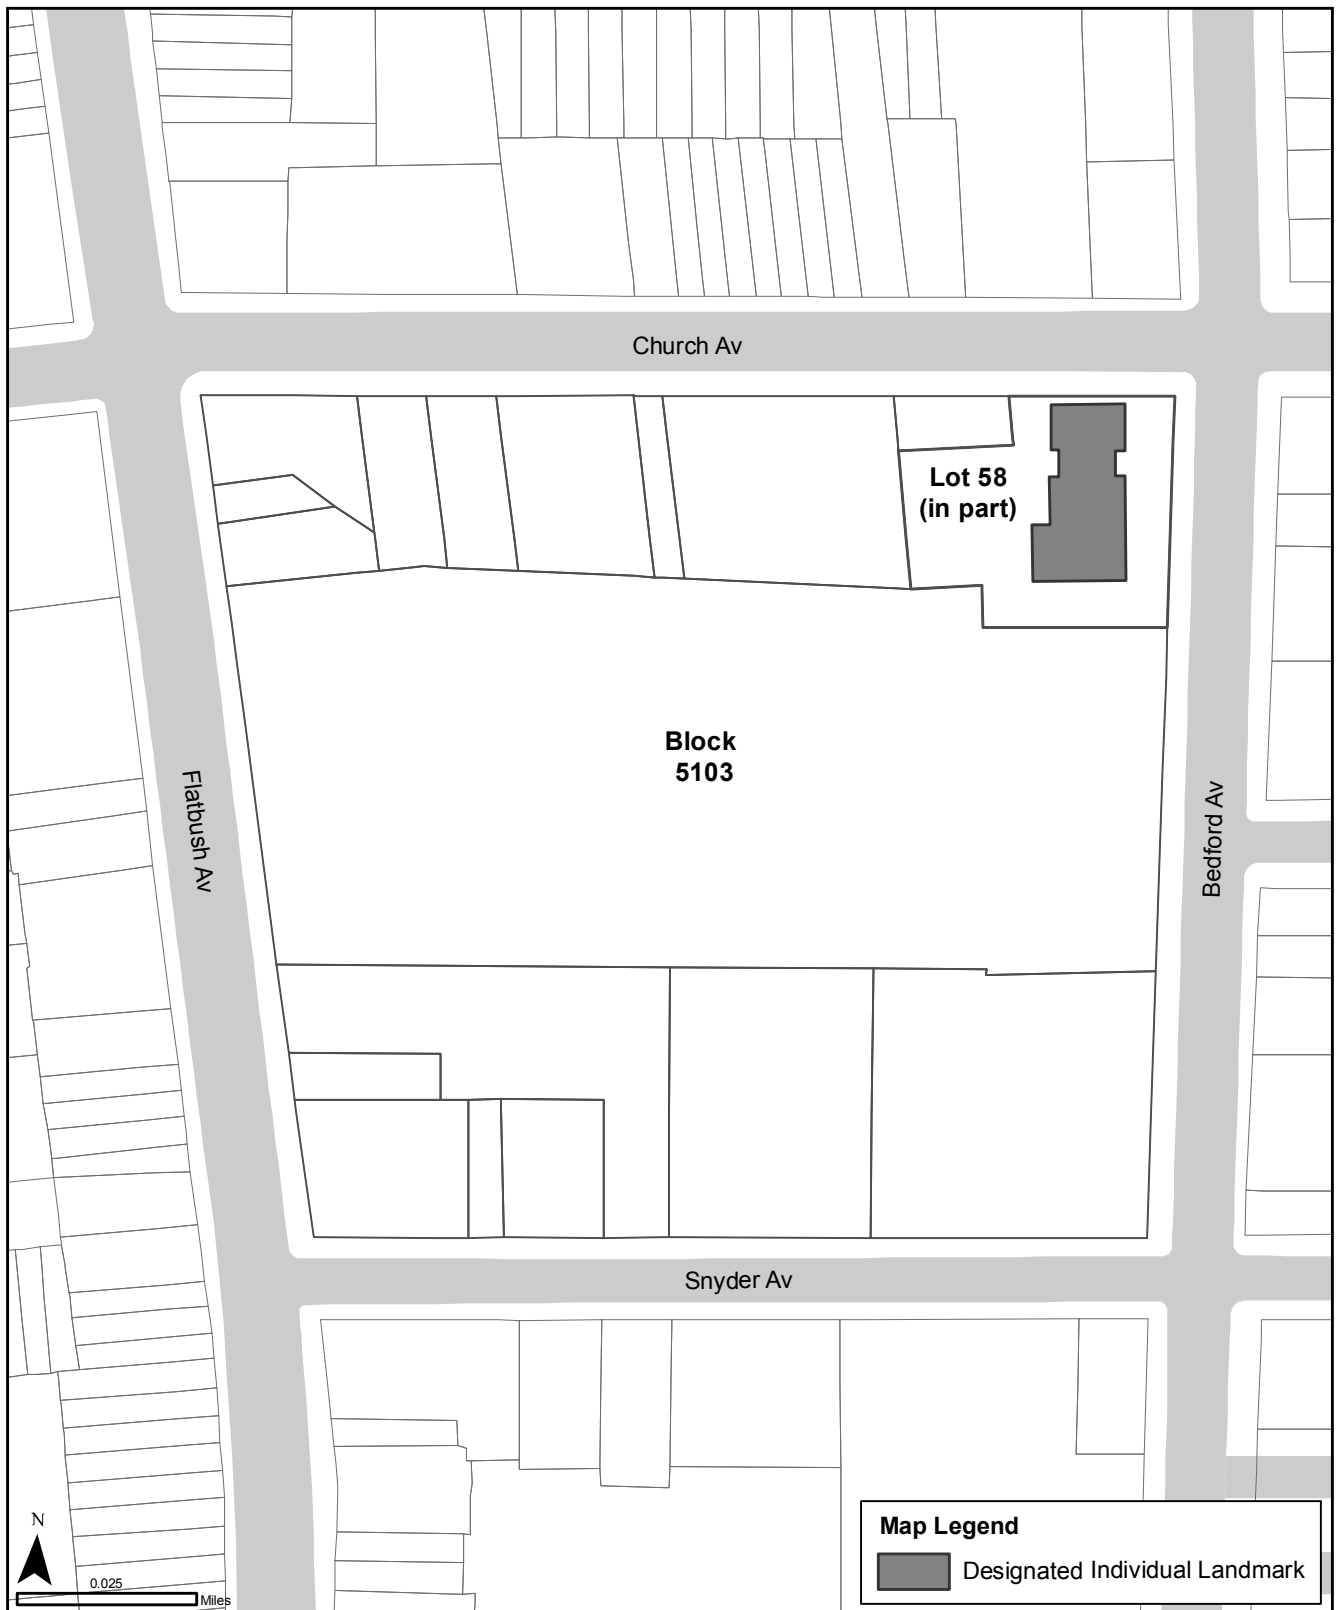 Church Av
Lot 58
(in part)
Block
5103
Flatbush Av
Bedford Av
Snyder Av
N
0.025
Miles
Map Legend
Designated Individual Landmark